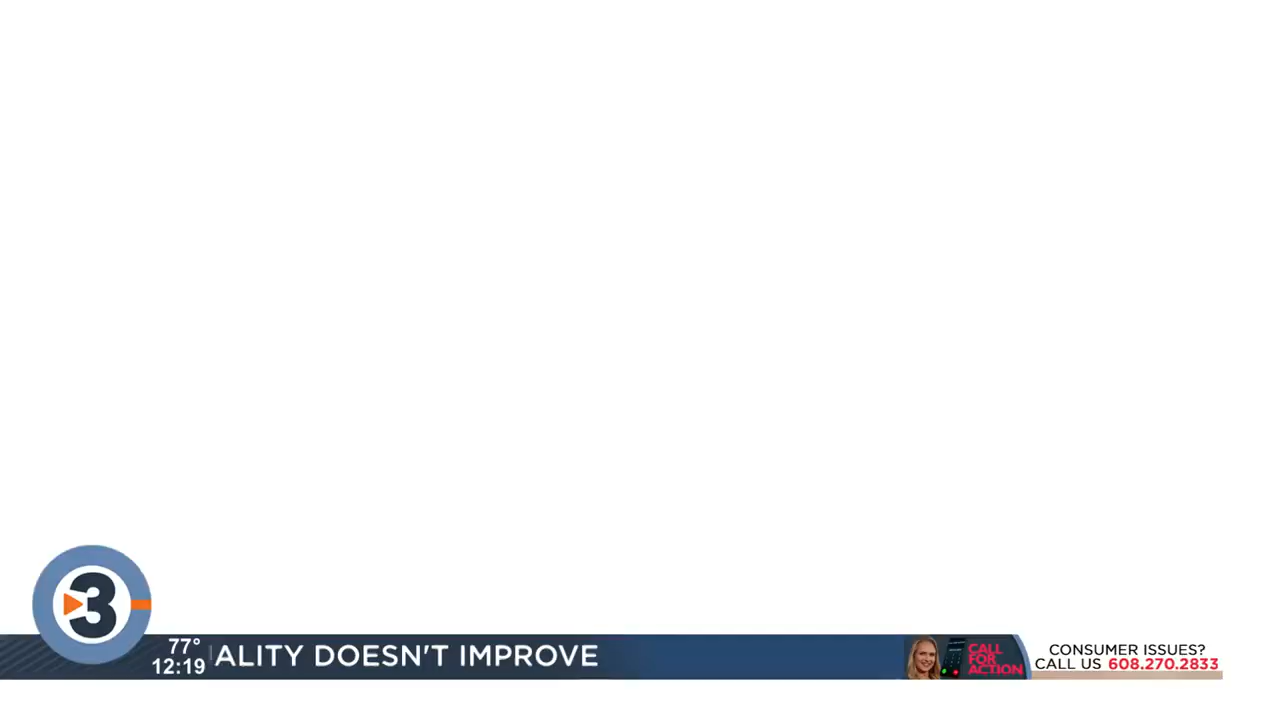 3
77°
12:19
ALITY DOESN'T IMPROVE
CALL
FOR
ACTION
CONSUMER ISSUES?
CALL US 608.270.2833